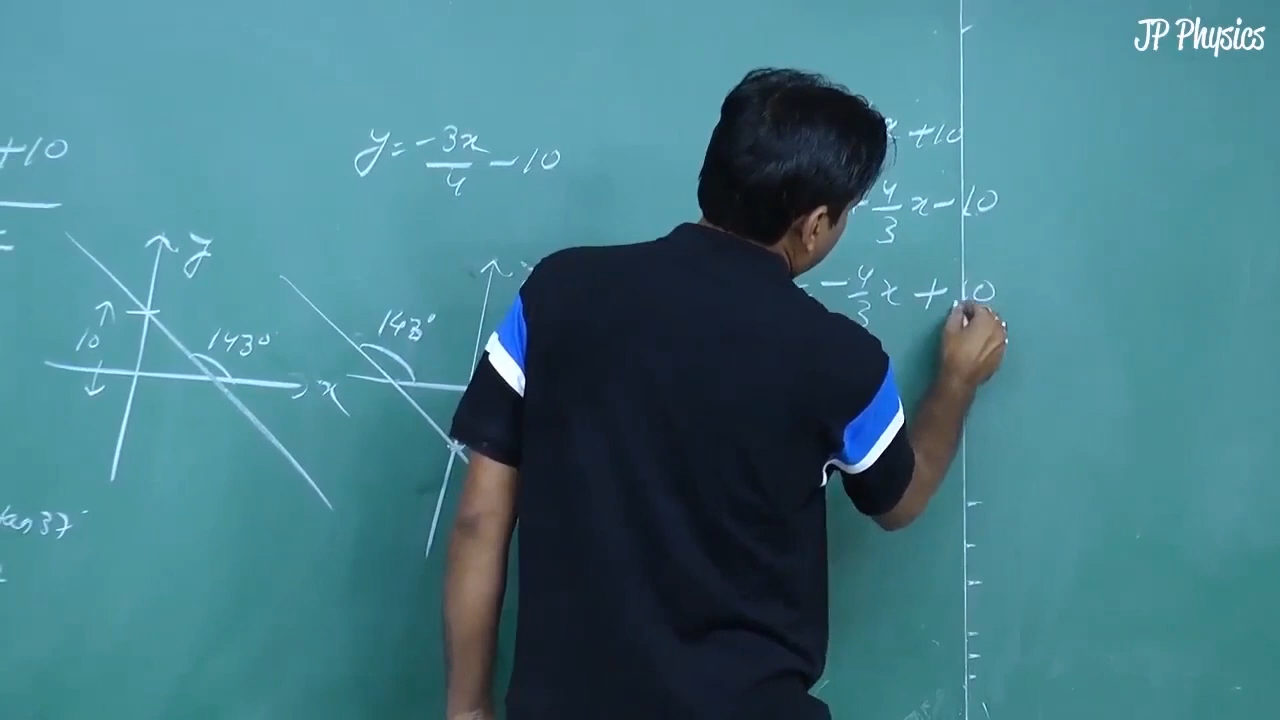 JP Physics
+10
y = -3x/4 - 10
x + 10
-4/3 x - 10
= -4/3 x + 10
y
10
143°
x
143°
tan 37°